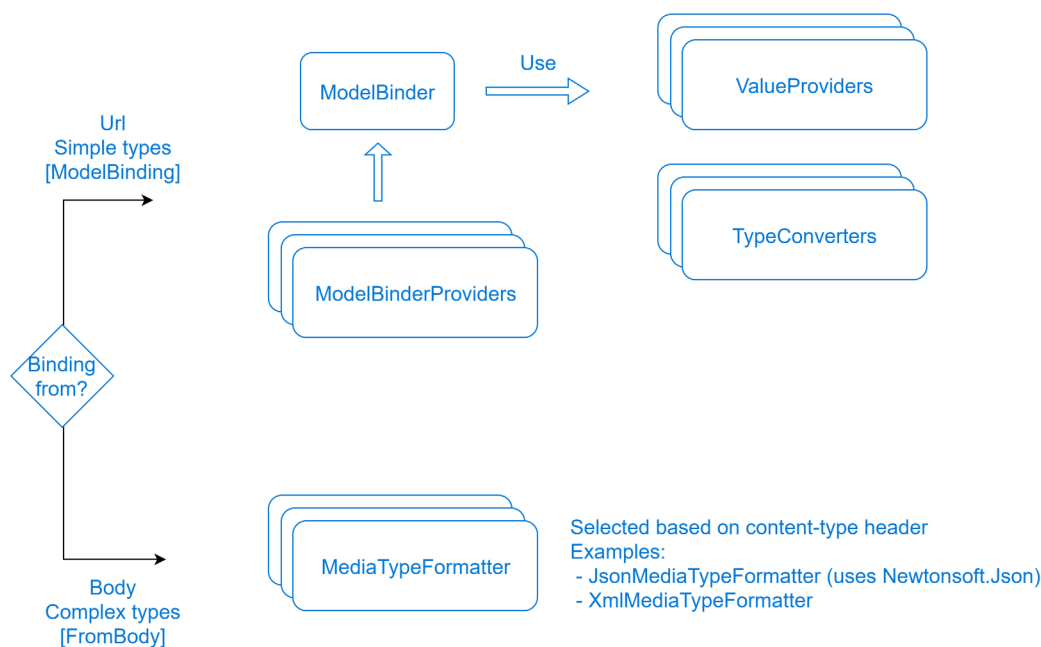 Use
ModelBinder
ValueProviders
Url
Simple types
[ModelBinding]
TypeConverters
ModelBinderProviders
Binding
from?
MediaTypeFormatter
Selected based on content-type header
Examples:
- JsonMediaTypeFormatter (uses Newtonsoft.Json)
- XmlMediaTypeFormatter
Body
Complex types
[FromBody]